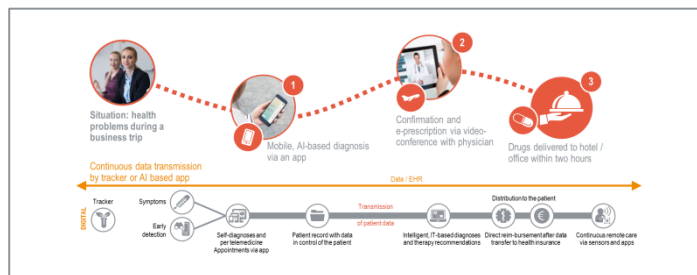 Situation: health
problems during a
business trip
1
Mobile, AI-based diagnosis
via an app
2
Confirmation and
e-prescription via video-
conference with physician
3
Drugs delivered to hotel /
office within two hours
Continuous data transmission
by tracker or AI based app
Data / EHR
DIGITAL
Tracker
Symptoms
Early
detection
Self-diagnoses and
per telemedicine
Appointments via app
Patient record with data
in control of the patient
Transmission
of patient data
Intelligent, IT-based diagnoses
and therapy recommendations
Distribution to the patient
€
Direct reim-bursement after data
transfer to health insurance
Continuous remote care
via sensors and apps